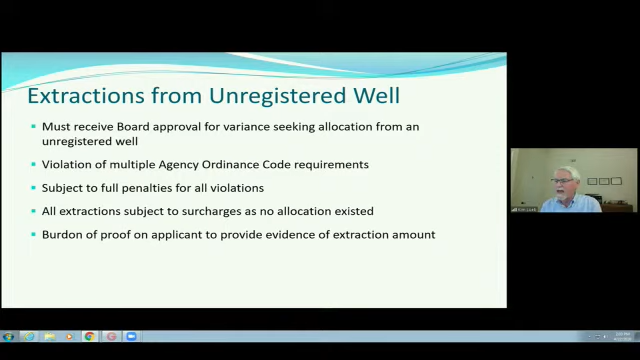 Extractions from Unregistered Well
Must receive Board approval for variance seeking allocation from an
unregistered well
Violation of multiple Agency Ordinance Code requirements
Subject to full penalties for all violations
All extractions subject to surcharges as no allocation existed
Burdon of proof on applicant to provide evidence of extraction amount